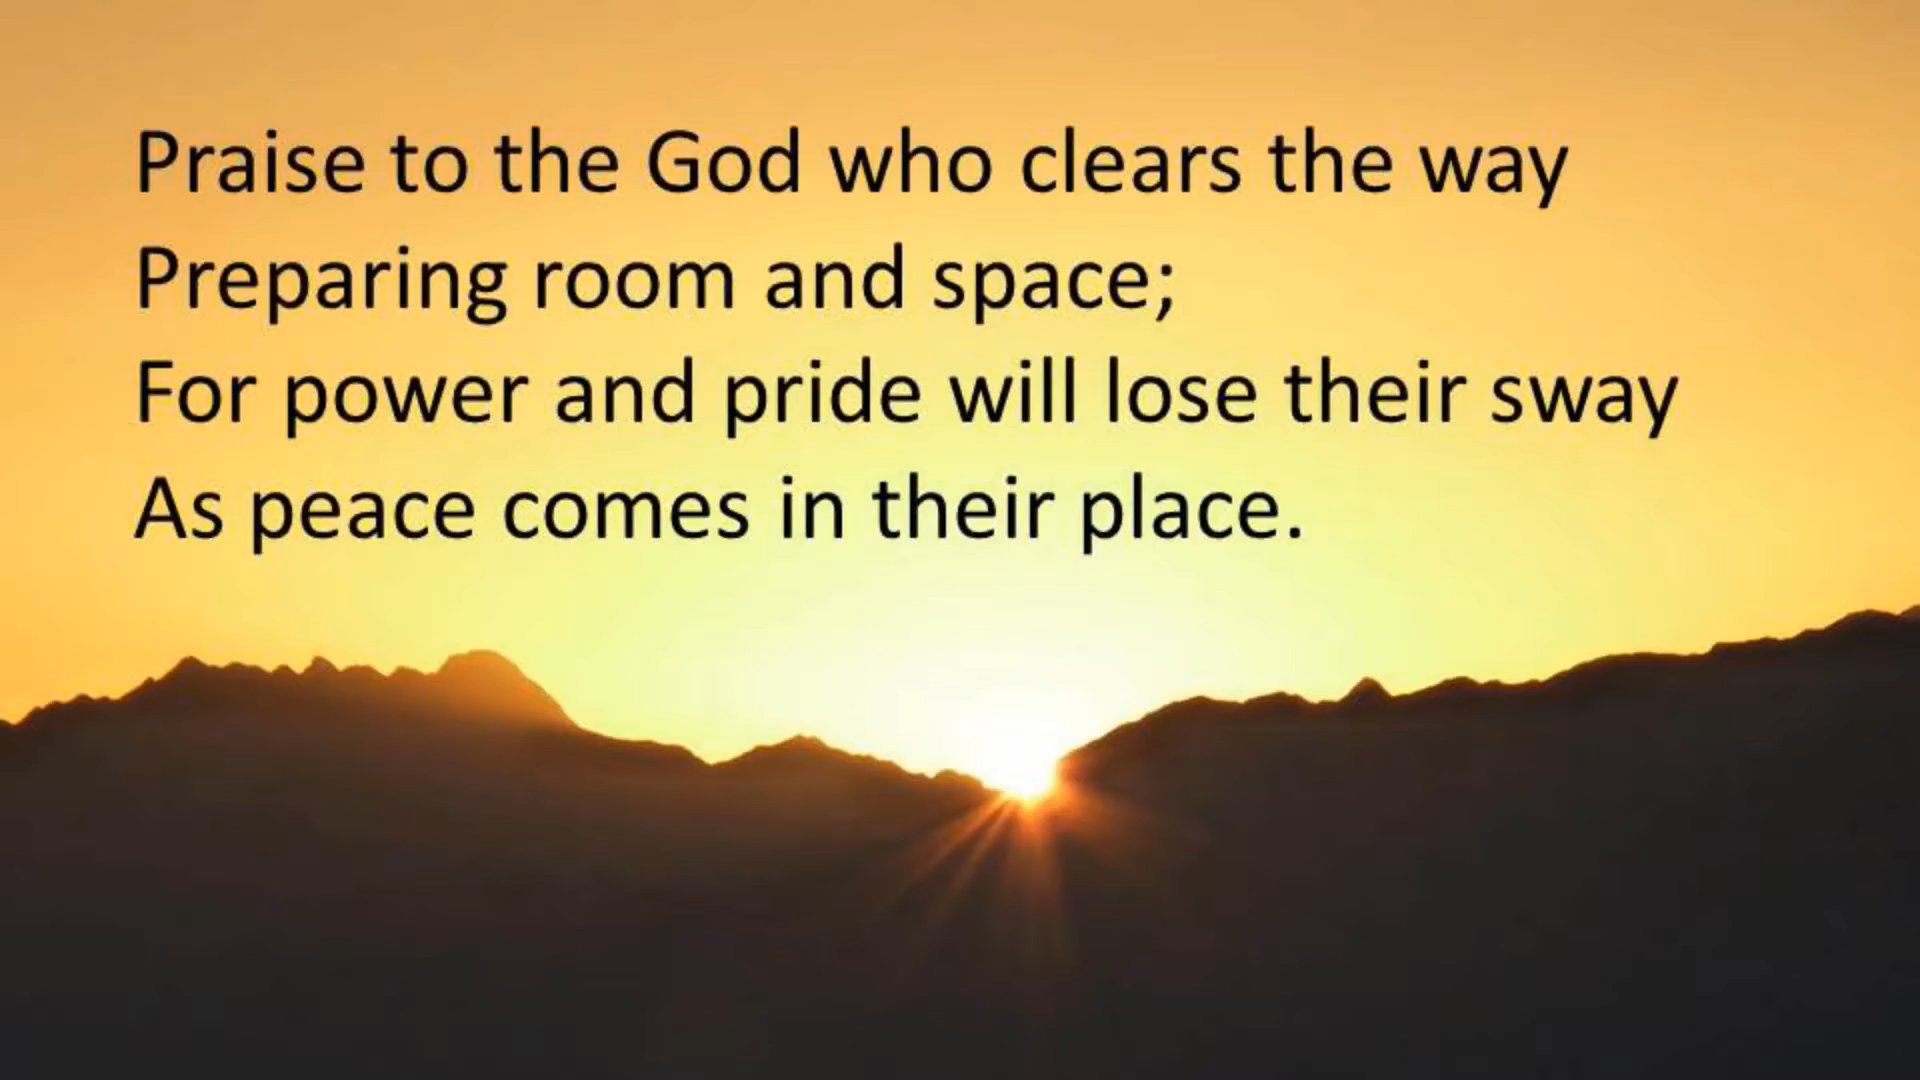 Praise to the God who clears the way
Preparing room and space;
For power and pride will lose their sway
As peace comes in their place.